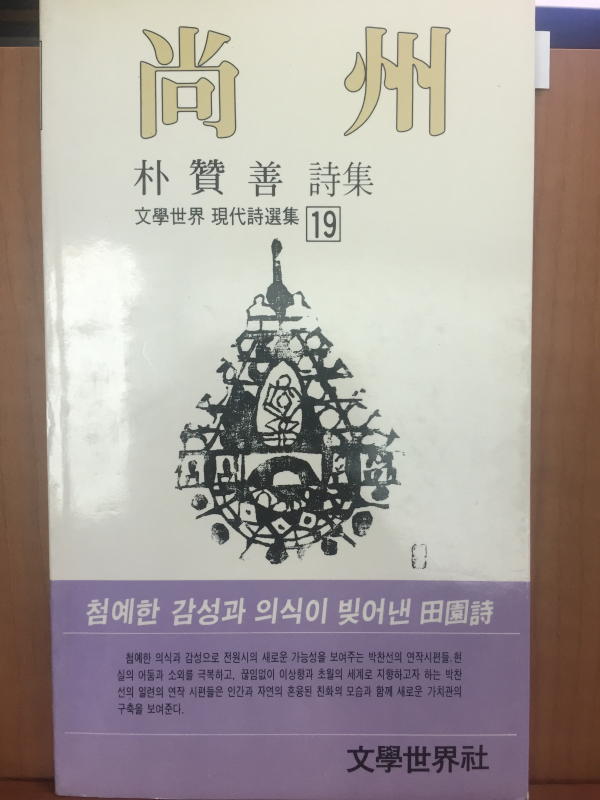 尚州
朴贊善 詩集
文學世界 現代詩選集 19
첨예한 감성과 의식이 빚어낸 田園詩
첨예한 의식과 감성으로 전원시의 새로운 가능성을 보여주는 박찬선의 연작시편들. 현
실의 어둠과 소외를 극복하고, 끊임없이 이상향과 초월의 세계로 지향하고자 하는 박찬
선의 일련의 연작 시편들은 인간과 자연의 혼융된 친화의 모습과 함께 새로운 가치관의
구축을 보여준다.
文學世界社